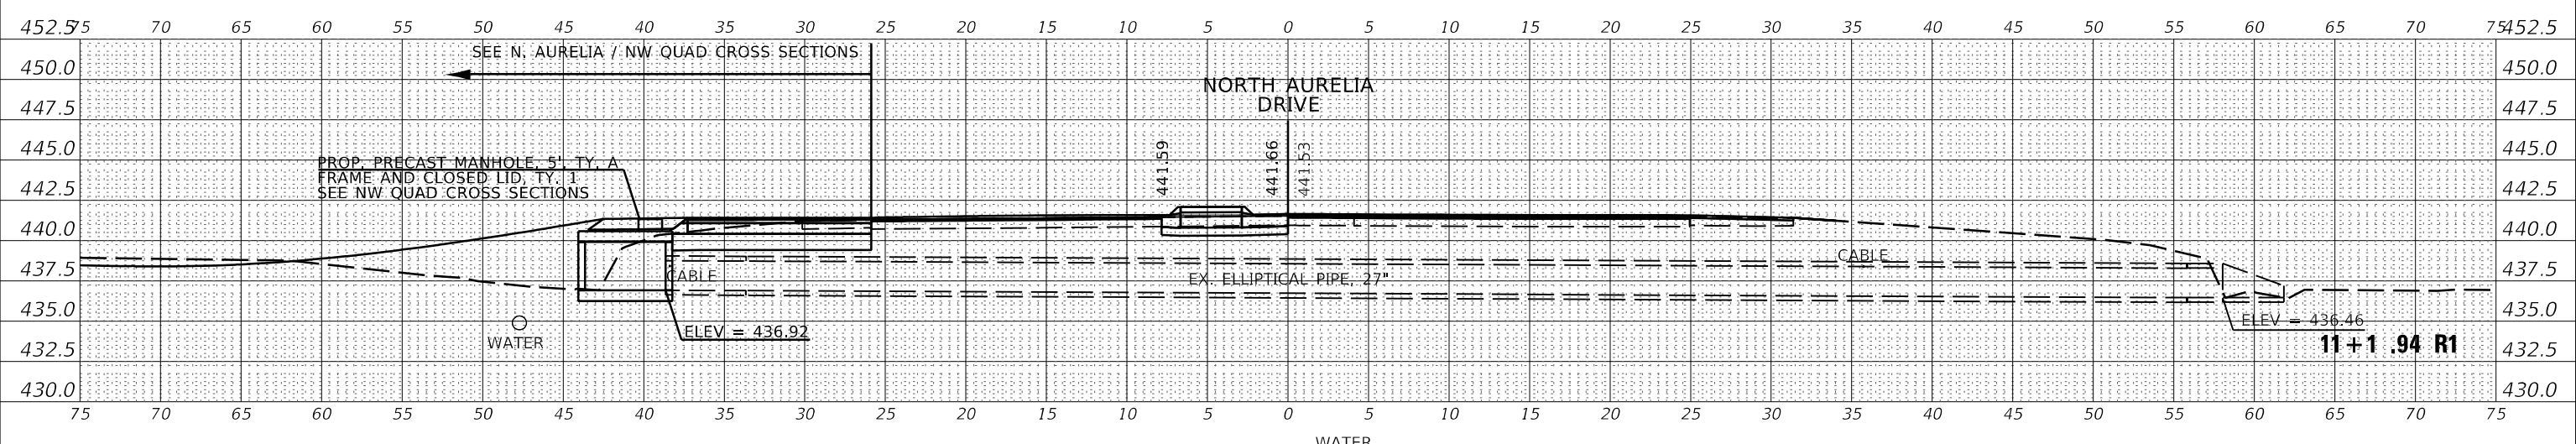 452.5 75 70 65 60 55 50 45 40 35 30 25 20 15 10 5 0 5 10 15 20 25 30 35 40 45 50 55 60 65 70 75 452.5
SEE N. AURELIA / NW QUAD CROSS SECTIONS
450.0 450.0
NORTH AURELIA
DRIVE
447.5 447.5
445.0 445.0
PROP. PRECAST MANHOLE, 5', TY. A
FRAME AND CLOSED LID, TY. 1
SEE NW QUAD CROSS SECTIONS
441.59
441.66
441.53
442.5 442.5
440.0 440.0
CABLE
437.5 437.5
CABLE
EX. ELLIPTICAL PIPE, 27"
435.0 435.0
ELEV = 436.92
ELEV = 436.46
WATER
11+1 .94 R1
432.5 432.5
430.0 430.0
75 70 65 60 55 50 45 40 35 30 25 20 15 10 5 0 5 10 15 20 25 30 35 40 45 50 55 60 65 70 75
WATER